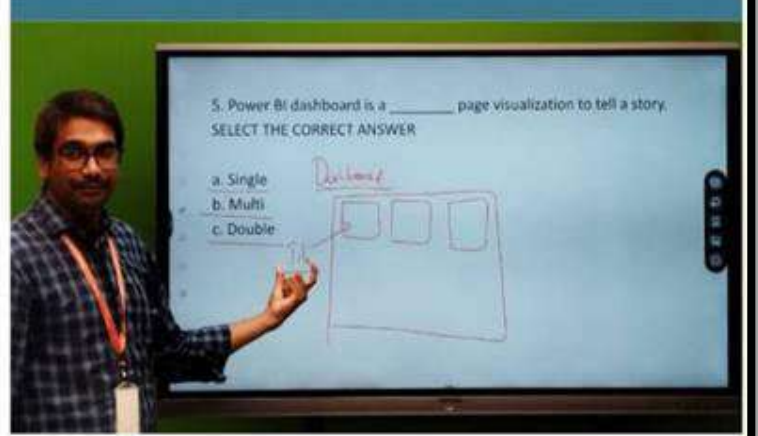 5. Power BI dashboard is a ________ page visualization to tell a story.
SELECT THE CORRECT ANSWER
a. Single
b. Multi
c. Double
Dashboard